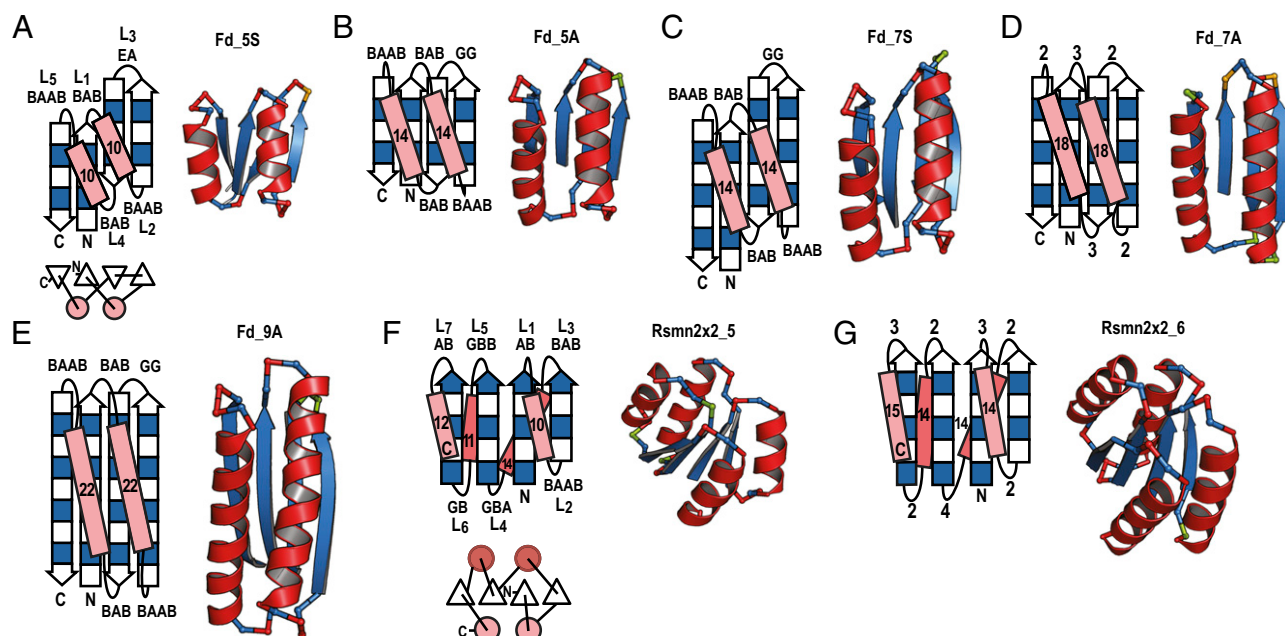 A
L3
EA
L5
BAAB
L1
BAB
10
10
C
N
BAB
L4
BAAB
L2
C
N
Fd_5S
B
BAAB BAB GG
14
14
C N
BAB BAAB
Fd_5A
C
GG
BAAB BAB
14
14
BAB BAAB
C N
Fd_7S
D
2 3 2
18
18
C N
3 2
Fd_7A
E
BAAB BAB GG
22
22
C N
BAB BAAB
Fd_9A
F
L7 L5 L1 L3
AB GBB AB BAB
12
11
14
10
C
N
GB GBA
L6 L4
BAAB
L2
N
C
Rsmn2x2_5
G
3 2 3 2
15
14
14
14
C
N
2 4 2
Rsmn2x2_6